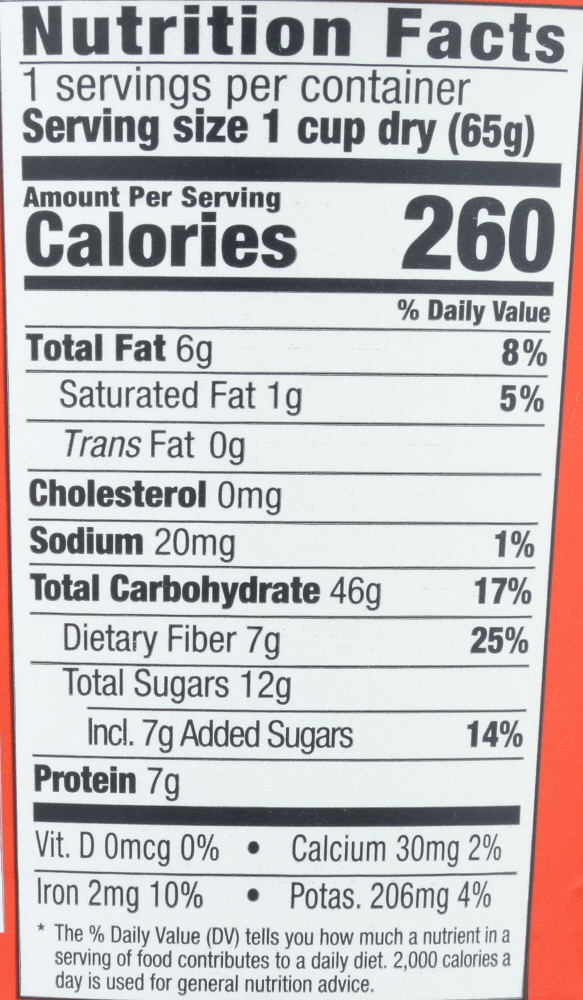 Nutrition Facts
1 servings per container
Serving size 1 cup dry (65g)
Amount Per Serving
Calories 260
% Daily Value
Total Fat 6g 8%
Saturated Fat 1g 5%
Trans Fat 0g
Cholesterol 0mg
Sodium 20mg 1%
Total Carbohydrate 46g 17%
Dietary Fiber 7g 25%
Total Sugars 12g
Incl. 7g Added Sugars 14%
Protein 7g
Vit. D 0mcg 0% • Calcium 30mg 2%
Iron 2mg 10% • Potas. 206mg 4%
* The % Daily Value (DV) tells you how much a nutrient in a
serving of food contributes to a daily diet. 2,000 calories a
day is used for general nutrition advice.